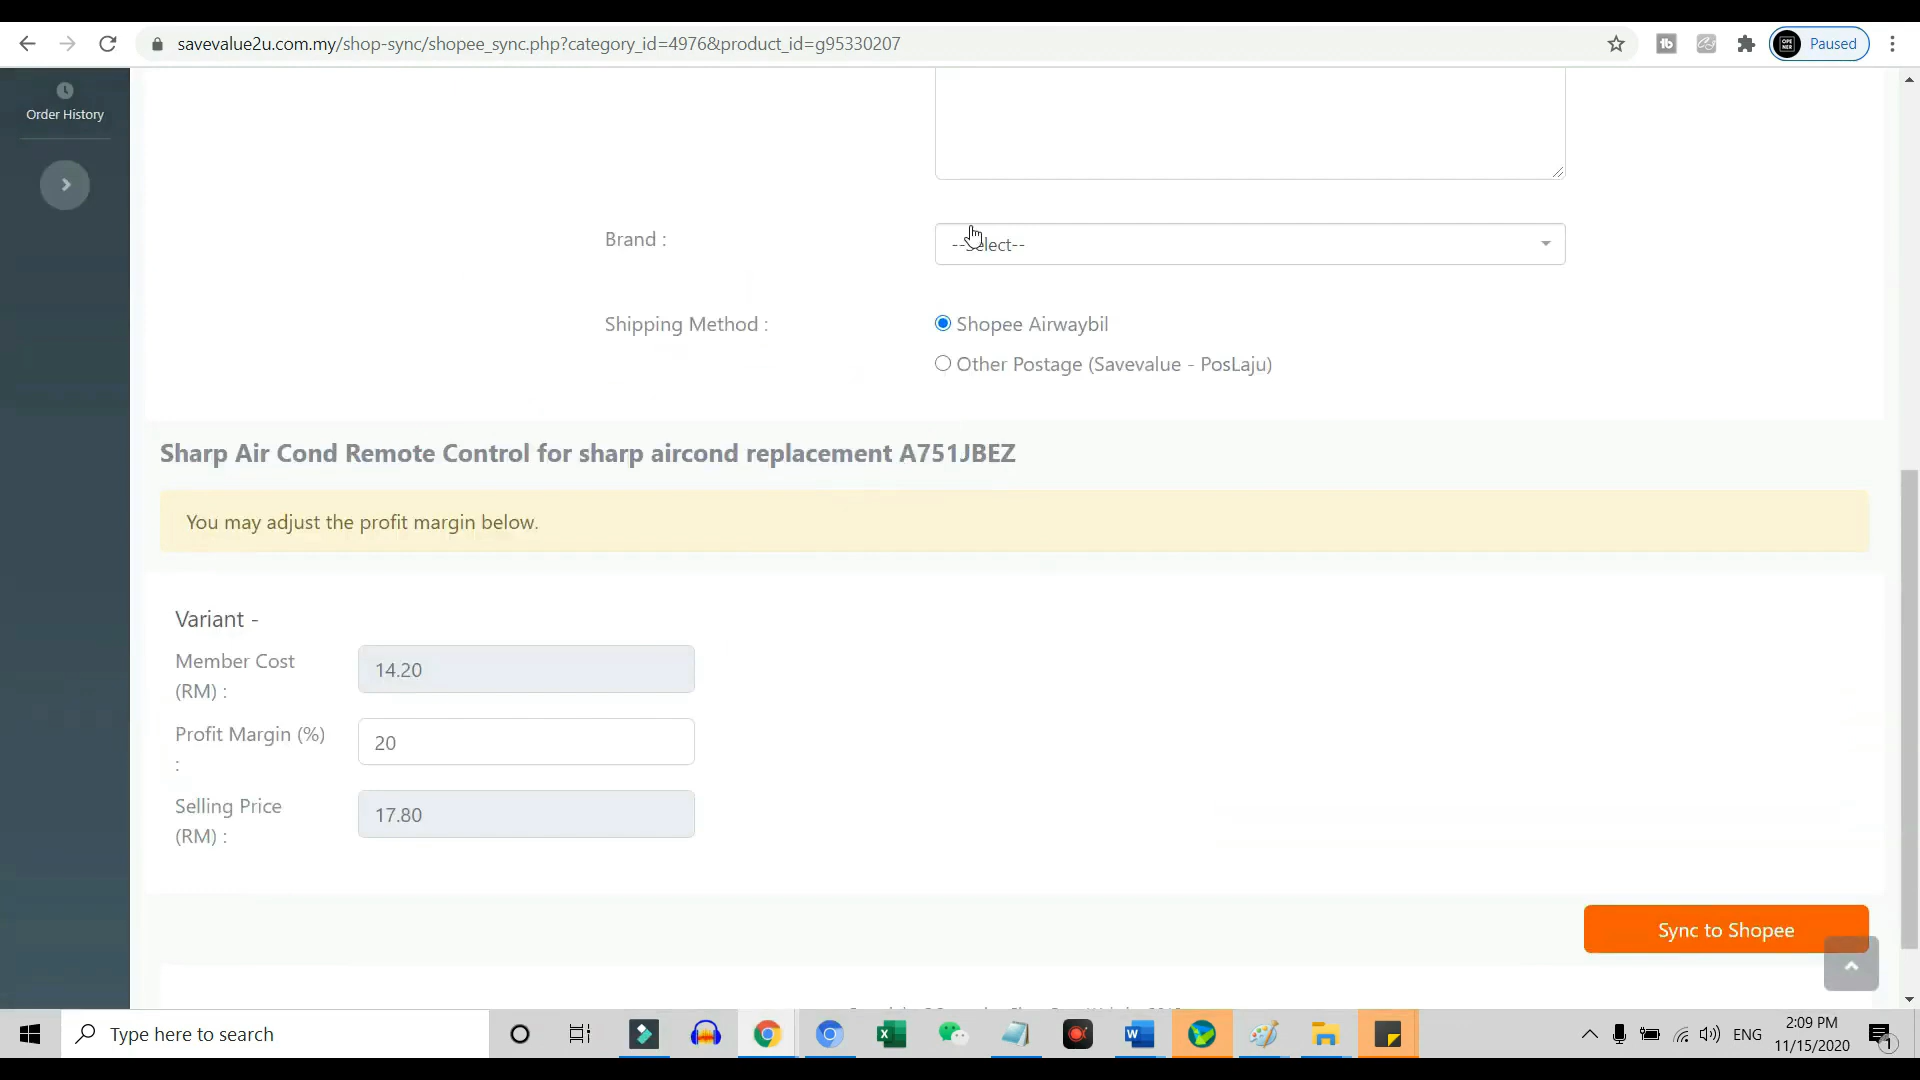 savevalue2u.com.my/shop-sync/shopee_sync.php?category_id=4976&product_id=g95330207
Paused
Order History
Brand :
--Select--
Shipping Method :
Shopee Airwaybil
Other Postage (Savevalue - PosLaju)
Sharp Air Cond Remote Control for sharp aircond replacement A751JBEZ
You may adjust the profit margin below.
Variant -
Member Cost
(RM) :
14.20
Profit Margin (%)
:
20
Selling Price
(RM) :
17.80
Sync to Shopee
Type here to search
ENG
2:09 PM
11/15/2020
1